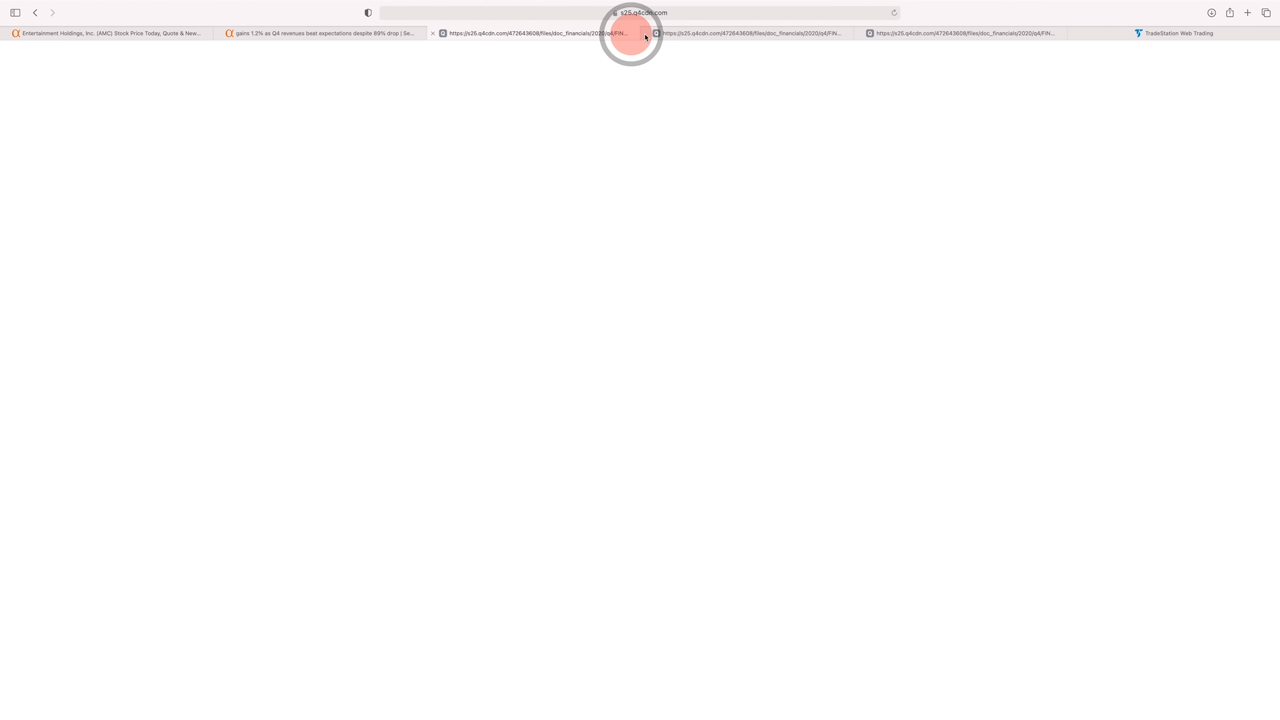 s25.q4cdn.com
Entertainment Holdings, Inc. (AMC) Stock Price Today, Quote & New...
gains 1.2% as Q4 revenues beat expectations despite 89% drop | Se...
https://s25.q4cdn.com/472643608/files/doc_financials/2020/q4/FIN...
https://s25.q4cdn.com/472643608/files/doc_financials/2020/q4/FIN...
https://s25.q4cdn.com/472643608/files/doc_financials/2020/q4/FIN...
TradeStation Web Trading